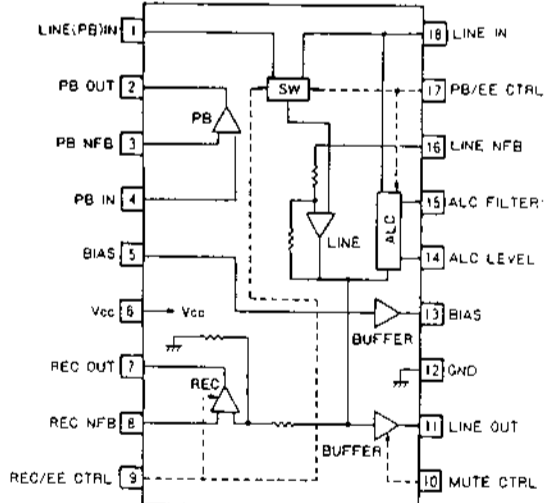 LINE(PB)IN 1
18 LINE IN
PB OUT 2
SW
17 PB/EE CTRL
PB
PB NFB 3
16 LINE NFB
PB IN 4
15 ALC FILTER
ALC
LINE
BIAS 5
14 ALC LEVEL
Vcc 6
Vcc
13 BIAS
BUFFER
REC OUT 7
12 GND
REC
REC NFB 8
11 LINE OUT
BUFFER
REC/EE CTRL 9
10 MUTE CTRL